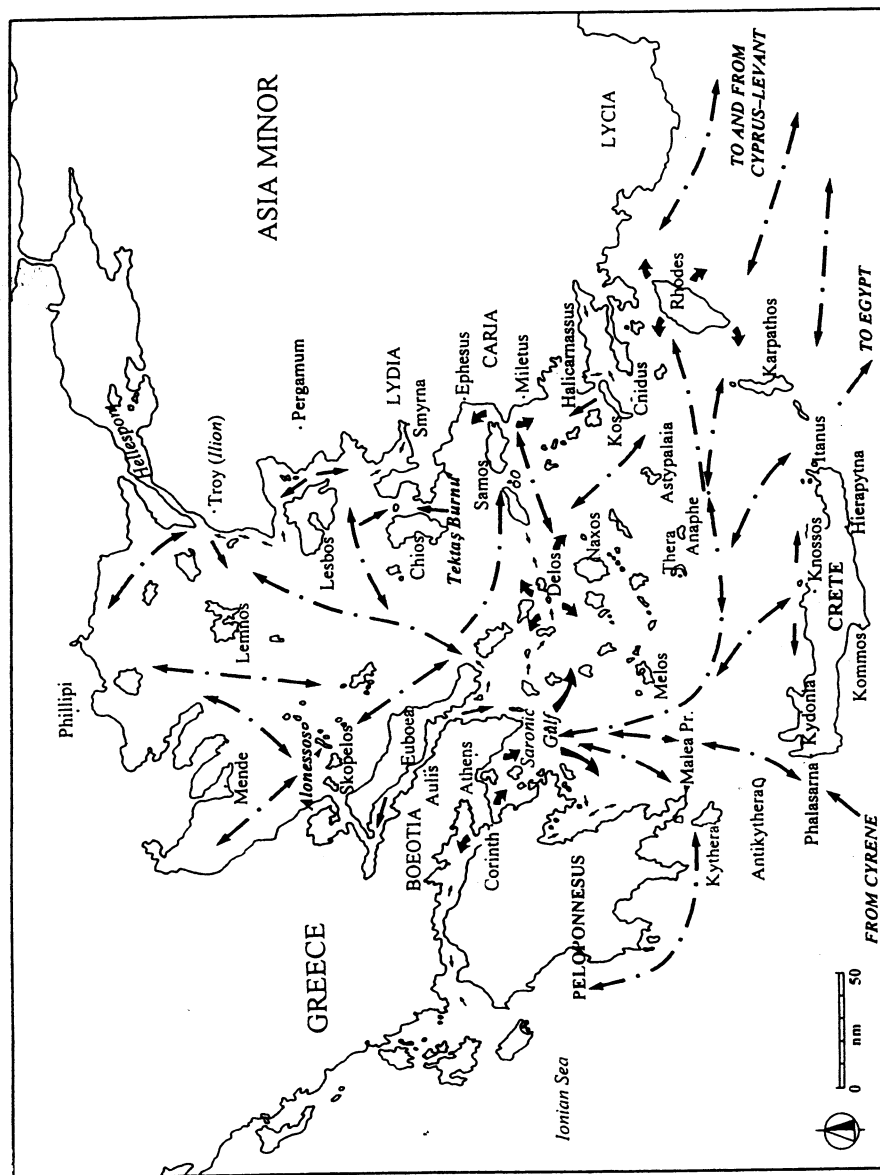 Phillipi
Hellespont
GREECE
Mende
Lemnos
Troy (Ilion)
ASIA MINOR
Alonessos
Skopelos
Lesbos
Pergamum
BOEOTIA
Aulis
Euboea
Chios
LYDIA
Smyrna
Corinth
Athens
Tektaş Burnu
Ephesus
Saronic
Gulf
Samos
CARIA
Miletus
Ionian Sea
PELOPONNESUS
Delos
Naxos
Halicarnassus
Kos
Cnidus
LYCIA
Melos
Thera
Anaphe
Astypalaia
Malea Pr.
Rhodes
Kythera
Antikythera
Karpathos
TO AND FROM
CYPRUS–LEVANT
Phalasarna
Kydonia
Knossos
CRETE
Kommos
Itanus
Hierapytna
TO EGYPT
FROM CYRENE
0
50
nm